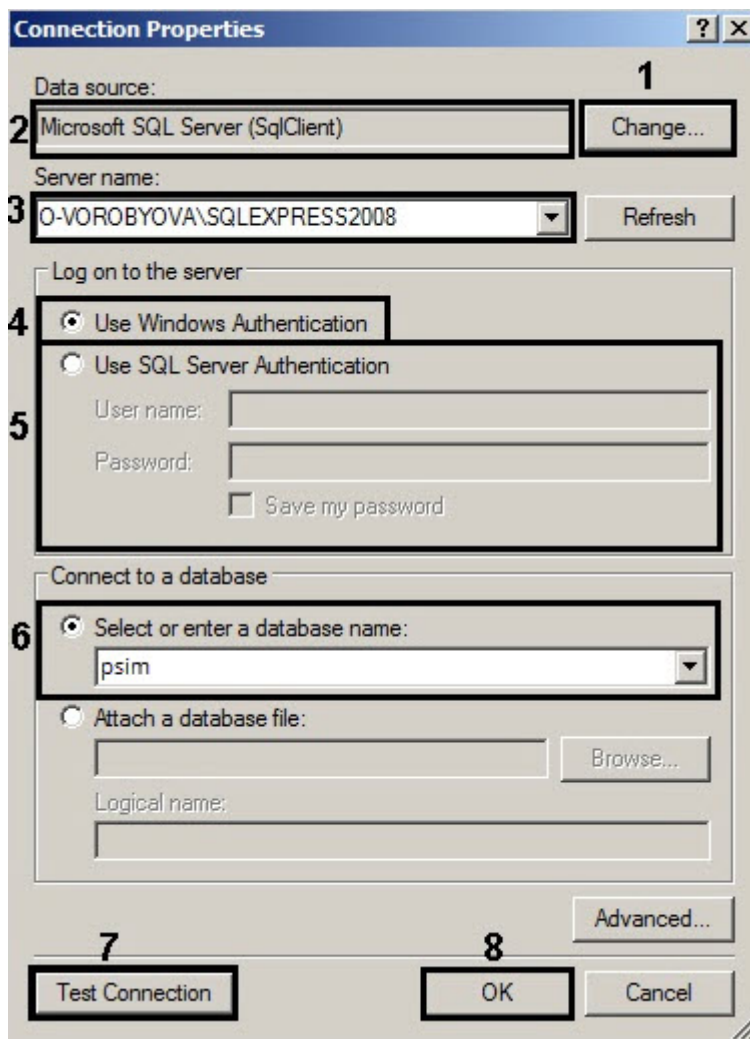 Connection Properties
1
Data source:
2 Microsoft SQL Server (SqlClient) Change...
Server name:
3 O-VOROBYOVA\SQLEXPRESS2008 Refresh
Log on to the server
4 Use Windows Authentication
Use SQL Server Authentication
5 User name:
Password:
Save my password
Connect to a database
6 Select or enter a database name:
psim
Attach a database file:
Browse...
Logical name:
Advanced...
7 8
Test Connection OK Cancel